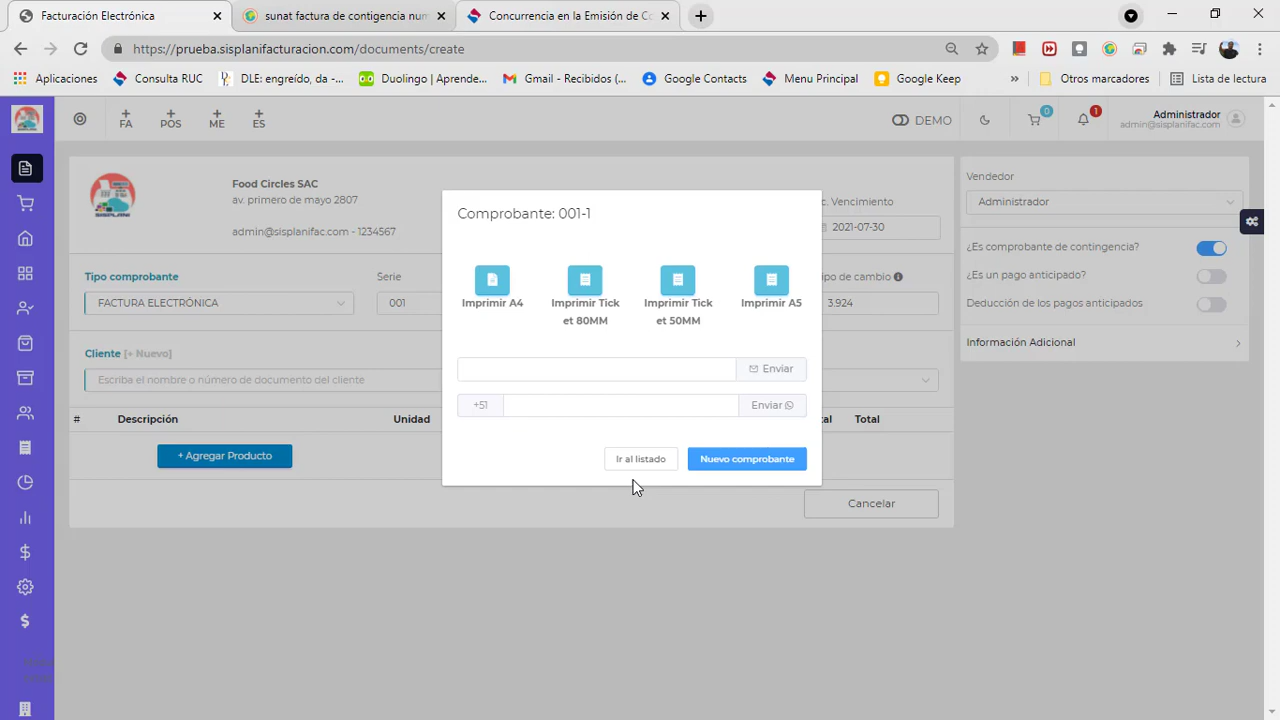 Facturación Electrónica
sunat factura de contigencia nu
Concurrencia en la Emisión de C
https://prueba.sisplanifacturacion.com/documents/create
Aplicaciones
Consulta RUC
DLE: engreído, da -...
Duolingo | Aprende...
Gmail - Recibidos (...
Google Contacts
Menu Principal
Google Keep
»
Otros marcadores
Lista de lectura
+ FA
+ POS
+ ME
+ ES
DEMO
0
1
Administrador
admin@sisplanifac.com
SISPLANI
Food Circles SAC
av. primero de mayo 2807
admin@sisplanifac.com - 1234567
c. Vencimiento
2021-07-30
Vendedor
Administrador
¿Es comprobante de contingencia?
¿Es un pago anticipado?
Deducción de los pagos anticipados
Información Adicional
Tipo comprobante
FACTURA ELECTRÓNICA
Serie
001
ipo de cambio
3.924
Cliente [+ Nuevo]
Escriba el nombre o número de documento del cliente
#
Descripción
Unidad
tal
Total
+ Agregar Producto
Cancelar
Comprobante: 001-1
Imprimir A4
Imprimir Tick
et 80MM
Imprimir Tick
et 50MM
Imprimir A5
Enviar
+51
Enviar
Ir al listado
Nuevo comprobante